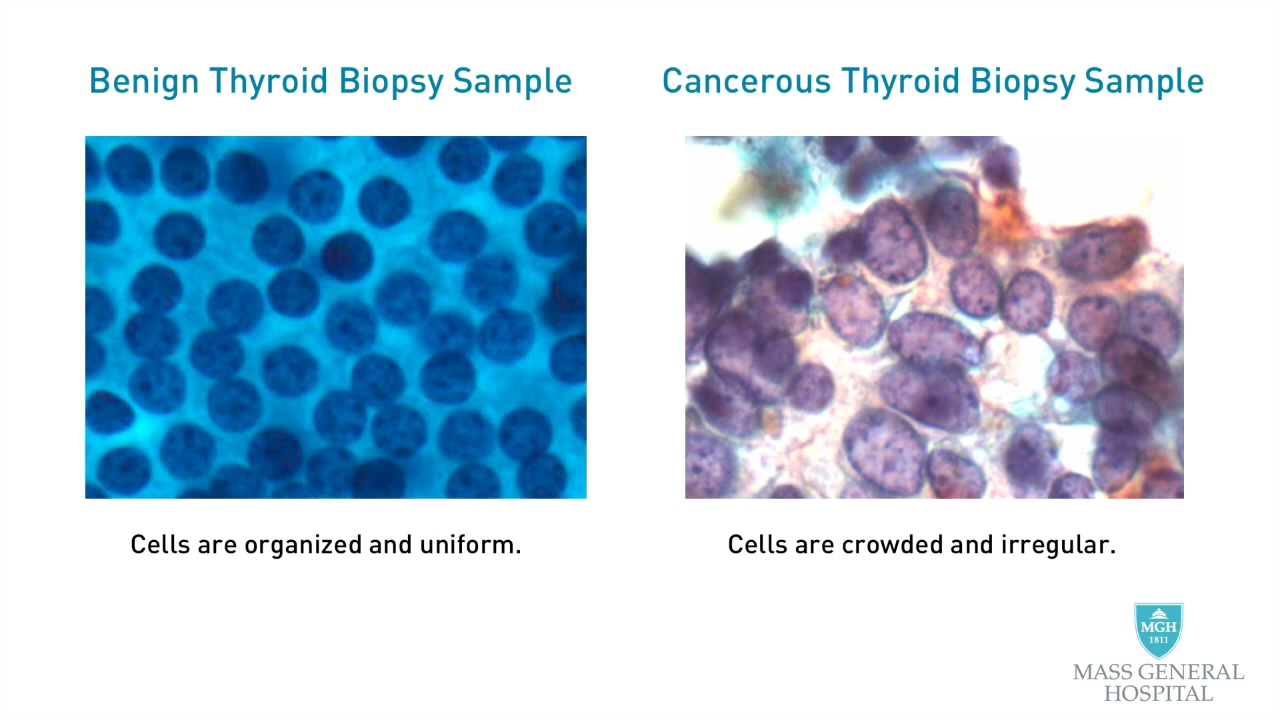 Benign Thyroid Biopsy Sample
Cancerous Thyroid Biopsy Sample
Cells are organized and uniform.
Cells are crowded and irregular.
MGH
1811
MASS GENERAL
HOSPITAL